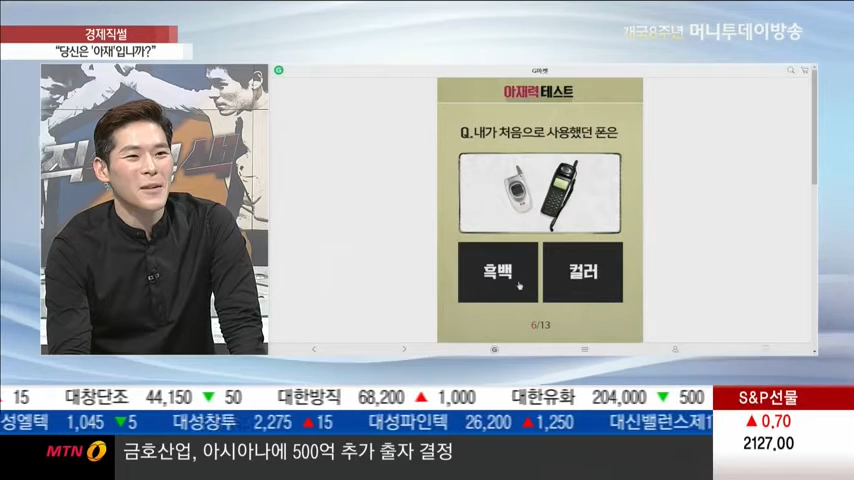 경제직썰
"당신은 '아재'입니까?"
개국8주년 머니투데이방송
G마켓
아재력 테스트
Q.내가 처음으로 사용했던 폰은
흑백
컬러
6/13
15 대창단조 44,150 ▼ 50 대한방직 68,200 ▲ 1,000 대한유화 204,000 ▼ 500
성엘텍 1,045 ▼5 대성창투 2,275 ▲15 대성파인텍 26,200 ▲1,250 대신밸런스제1
S&P선물
▲ 0.70
2127.00
MTN 금호산업, 아시아나에 500억 추가 출자 결정